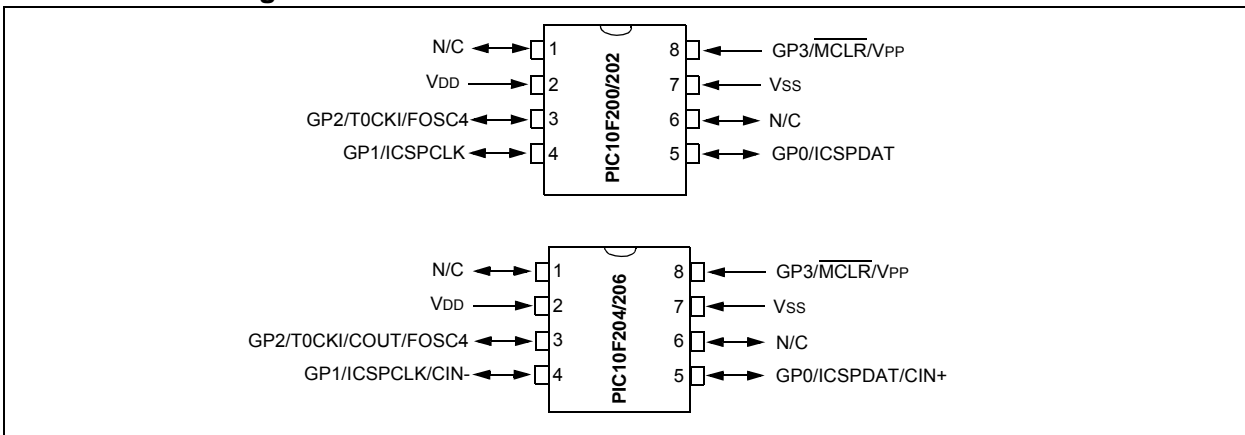 N/C 1 8 GP3/MCLR/VPP
VDD 2 7 VSS
GP2/T0CKI/FOSC4 3 6 N/C
GP1/ICSPCLK 4 5 GP0/ICSPDAT
PIC10F200/202
N/C 1 8 GP3/MCLR/VPP
VDD 2 7 VSS
GP2/T0CKI/COUT/FOSC4 3 6 N/C
GP1/ICSPCLK/CIN- 4 5 GP0/ICSPDAT/CIN+
PIC10F204/206